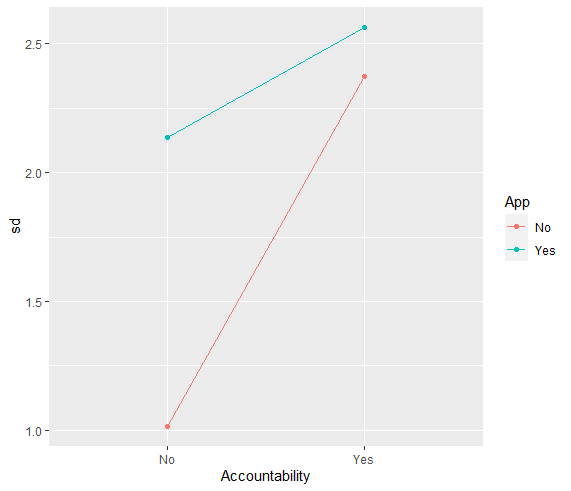 2.5
2.0
1.5
1.0
sd
No
Yes
Accountability
App
No
Yes